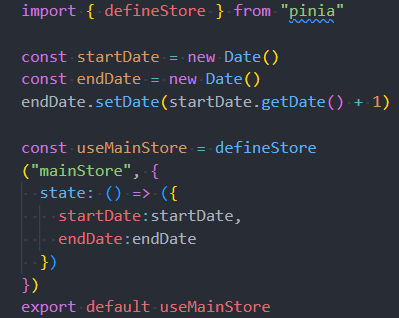 import { defineStore } from "pinia"
const startDate = new Date()
const endDate = new Date()
endDate.setDate(startDate.getDate() + 1)
const useMainStore = defineStore
("mainStore", {
  state: () => ({
    startDate:startDate,
    endDate:endDate
  })
})
export default useMainStore